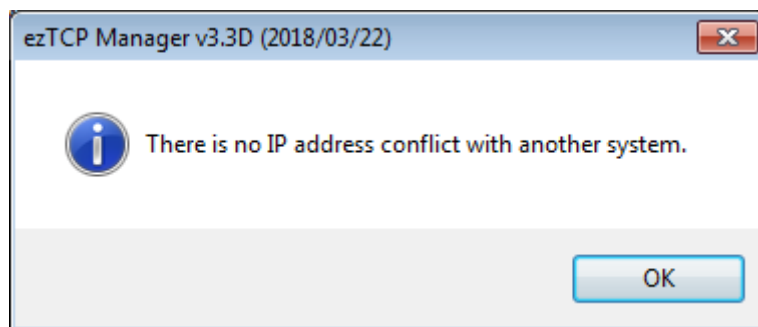 ezTCP Manager v3.3D (2018/03/22)
There is no IP address conflict with another system.
OK